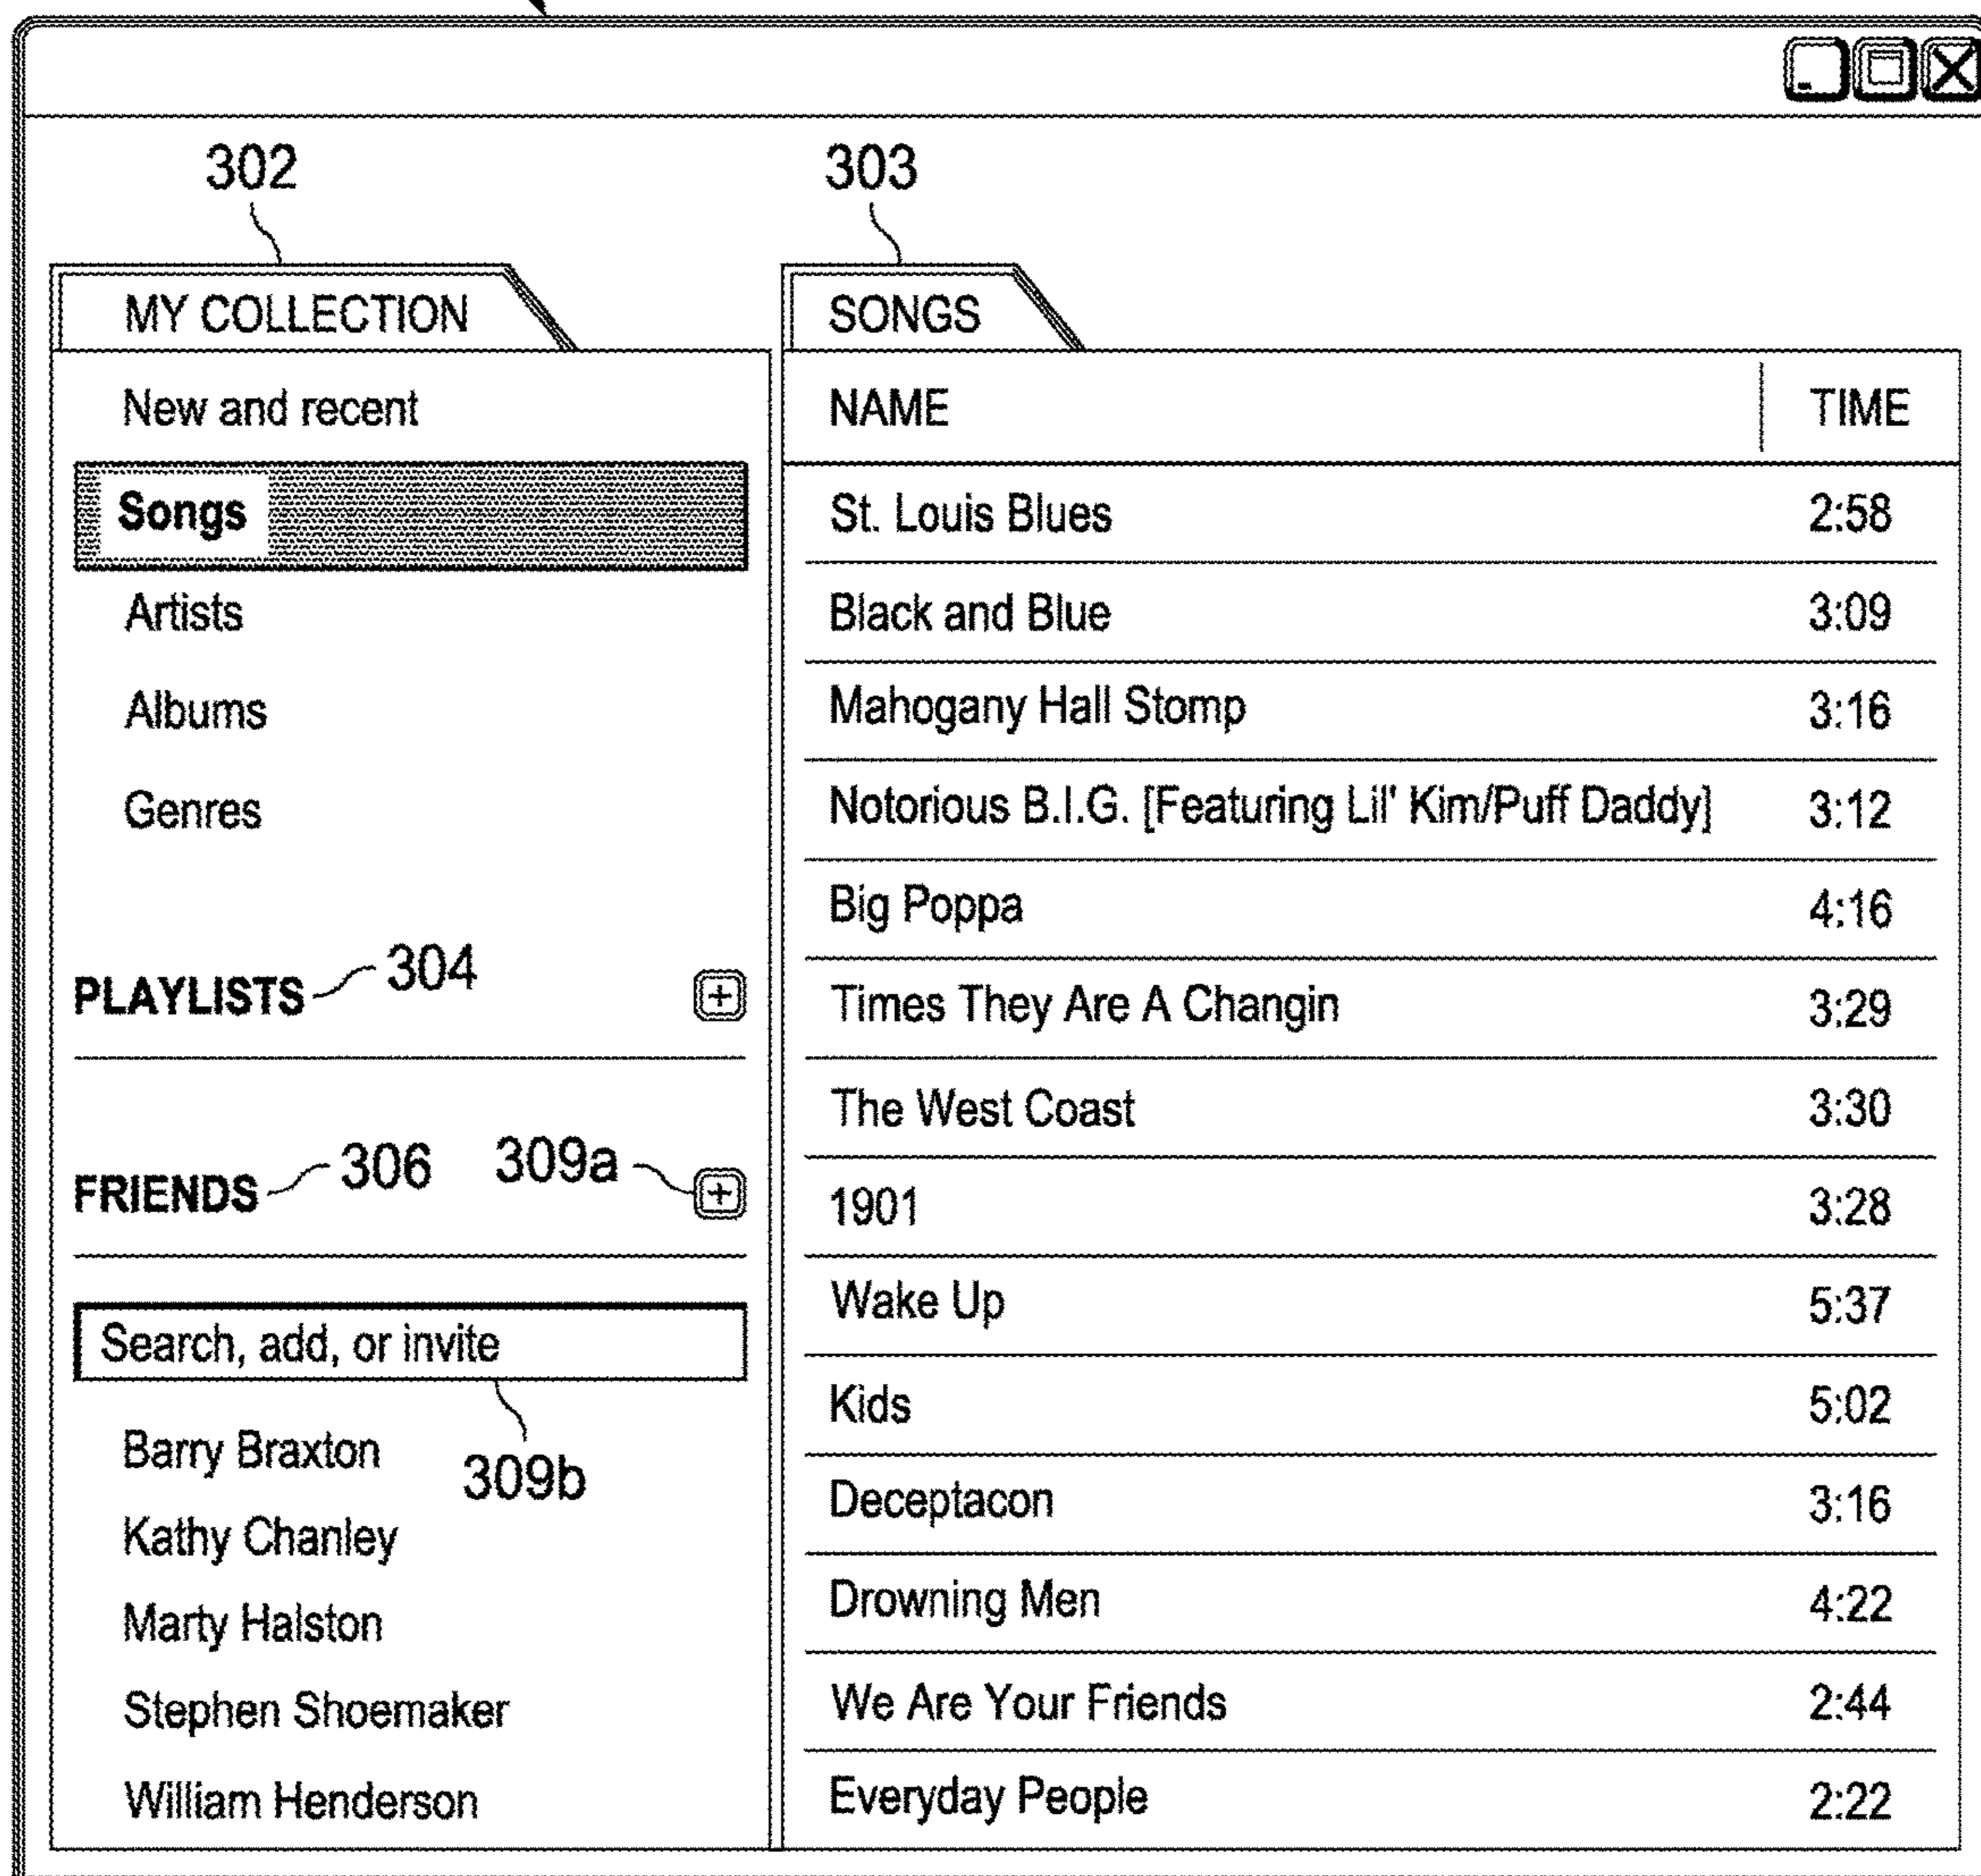 302
303
MY COLLECTION
New and recent
Songs
Artists
Albums
Genres
PLAYLISTS 304
FRIENDS 306 309a
Search, add, or invite
309b
Barry Braxton
Kathy Chanley
Marty Halston
Stephen Shoemaker
William Henderson
SONGS
NAME TIME
St. Louis Blues 2:58
Black and Blue 3:09
Mahogany Hall Stomp 3:16
Notorious B.I.G. [Featuring Lil' Kim/Puff Daddy] 3:12
Big Poppa 4:16
Times They Are A Changin 3:29
The West Coast 3:30
1901 3:28
Wake Up 5:37
Kids 5:02
Deceptacon 3:16
Drowning Men 4:22
We Are Your Friends 2:44
Everyday People 2:22